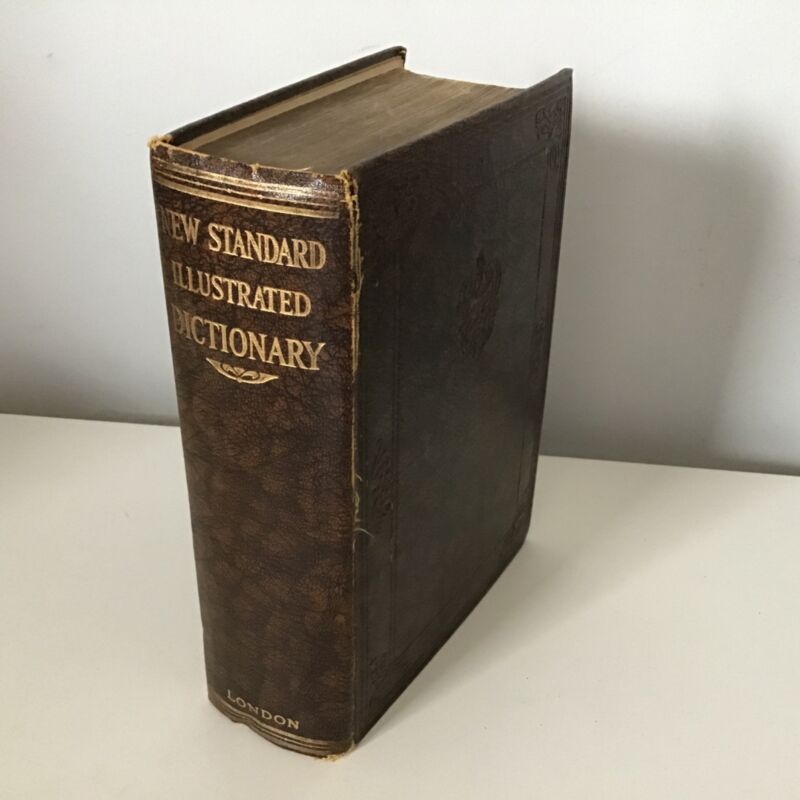 NEW STANDARD
ILLUSTRATED
DICTIONARY
LONDON